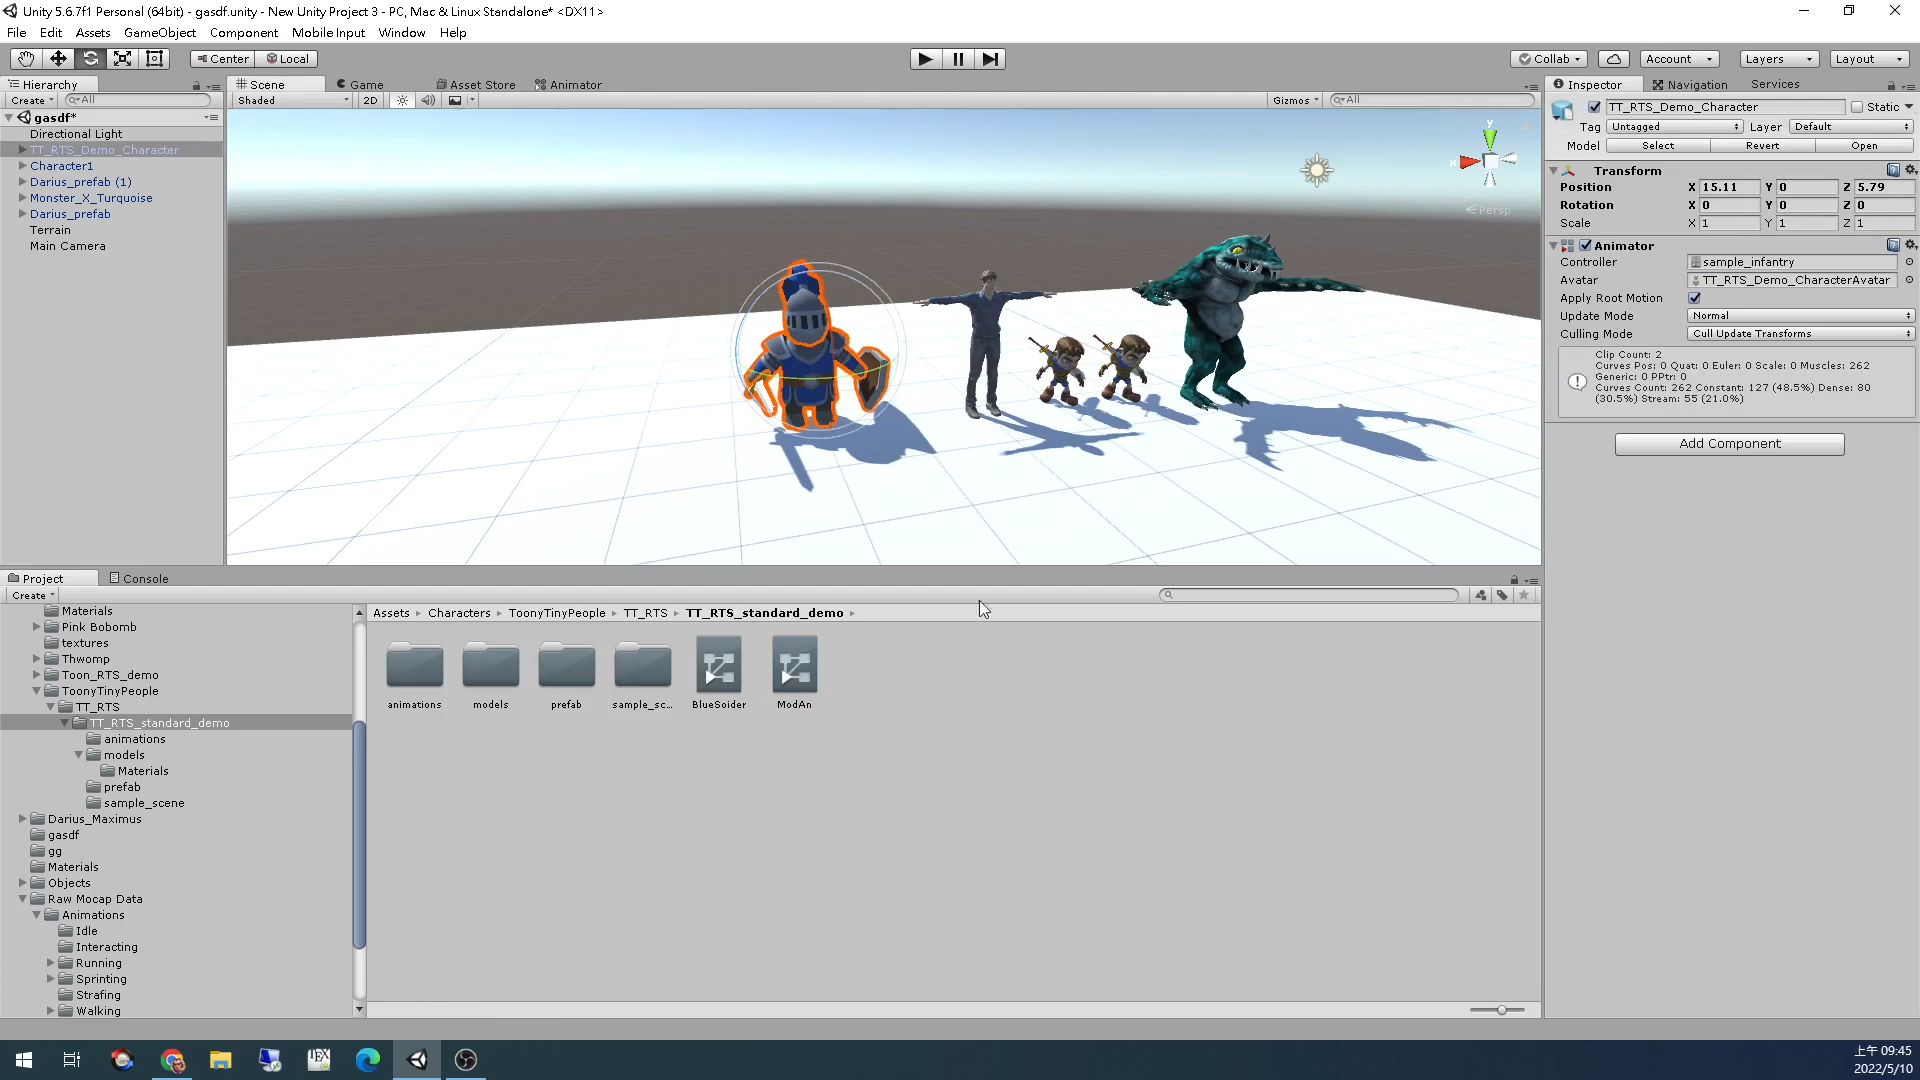 Unity 5.6.7f1 Personal (64bit) - gasdf.unity - New Unity Project 3 - PC, Mac & Linux Standalone* <DX11>
File Edit Assets GameObject Component Mobile Input Window Help
Center Local Collab Account Layers Layout
Hierarchy
Create All
gasdf*
Directional Light
TT_RTS_Demo_Character
Character1
Darius_prefab (1)
Monster_X_Turquoise
Darius_prefab
Terrain
Main Camera
Scene Game Asset Store Animator
Shaded 2D Gizmos All
y
x
Persp
Inspector Navigation Services
TT_RTS_Demo_Character Static
Tag Untagged Layer Default
Model Select Revert Open
Transform
Position X 15.11 Y 0 Z 5.79
Rotation X 0 Y 0 Z 0
Scale X 1 Y 1 Z 1
Animator
Controller sample_infantry
Avatar TT_RTS_Demo_CharacterAvatar
Apply Root Motion
Update Mode Normal
Culling Mode Cull Update Transforms
Clip Count: 2
Curves Pos: 0 Quat: 0 Euler: 0 Scale: 0 Muscles: 262
Generic: 0 PPtr: 0
Curves Count: 262 Constant: 127 (48.5%) Dense: 80
(30.5%) Stream: 55 (21.0%)
Add Component
Project Console
Create
Materials
Pink Bobomb
textures
Thwomp
Toon_RTS_demo
ToonyTinyPeople
TT_RTS
TT_RTS_standard_demo
animations
models
Materials
prefab
sample_scene
Darius_Maximus
gasdf
gg
Materials
Objects
Raw Mocap Data
Animations
Idle
Interacting
Running
Sprinting
Strafing
Walking
Assets Characters ToonyTinyPeople TT_RTS TT_RTS_standard_demo
animations models prefab sample_sc... BlueSoider ModAn
TEX
上午 09:45
2022/5/10